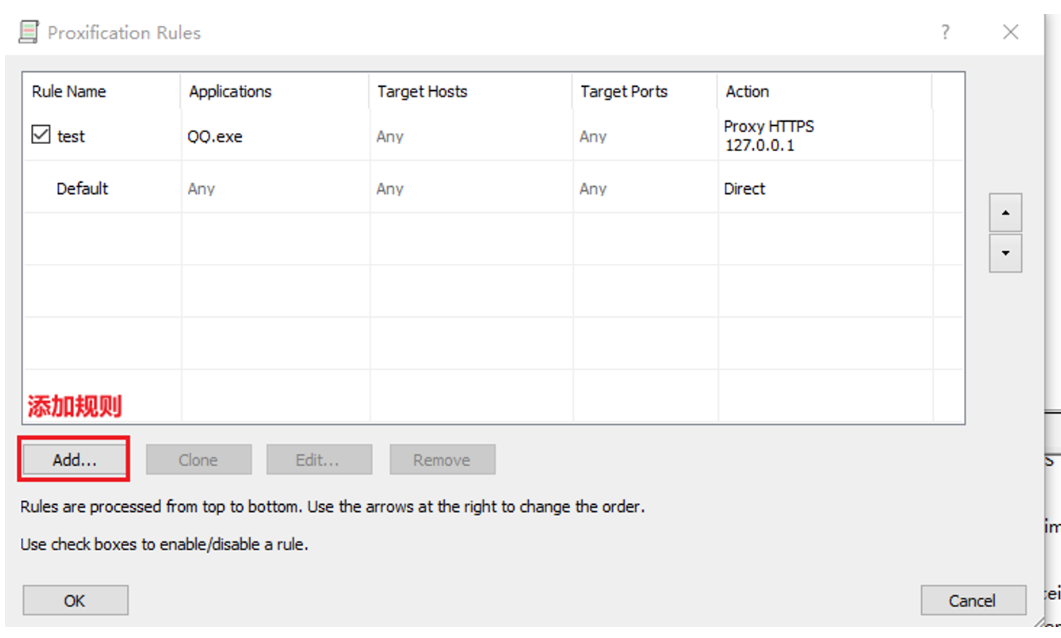 Proxification Rules ?
Rule Name Applications Target Hosts Target Ports Action
test QQ.exe Any Any Proxy HTTPS
127.0.0.1
Default Any Any Any Direct
添加规则
Add... Clone Edit... Remove
Rules are processed from top to bottom. Use the arrows at the right to change the order.
Use check boxes to enable/disable a rule.
OK Cancel